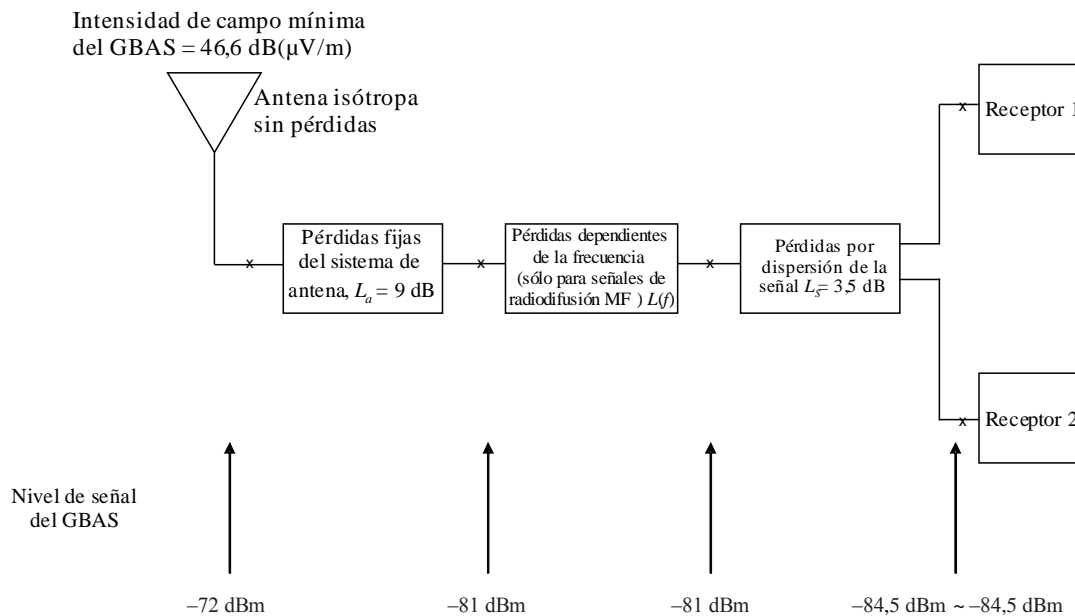 Intensidad de campo mínima
del GBAS = 46,6 dB(µV/m)
Antena isótropa
sin pérdidas
Receptor 1
Pérdidas fijas
del sistema de
antena, Lₐ = 9 dB
Pérdidas dependientes
de la frecuencia
(sólo para señales de
radiodifusión MF ) L(f)
Pérdidas por
dispersión de la
señal Lₛ= 3,5 dB
Receptor 2
Nivel de señal
del GBAS
–72 dBm
–81 dBm
–81 dBm
–84,5 dBm ~ –84,5 dBm